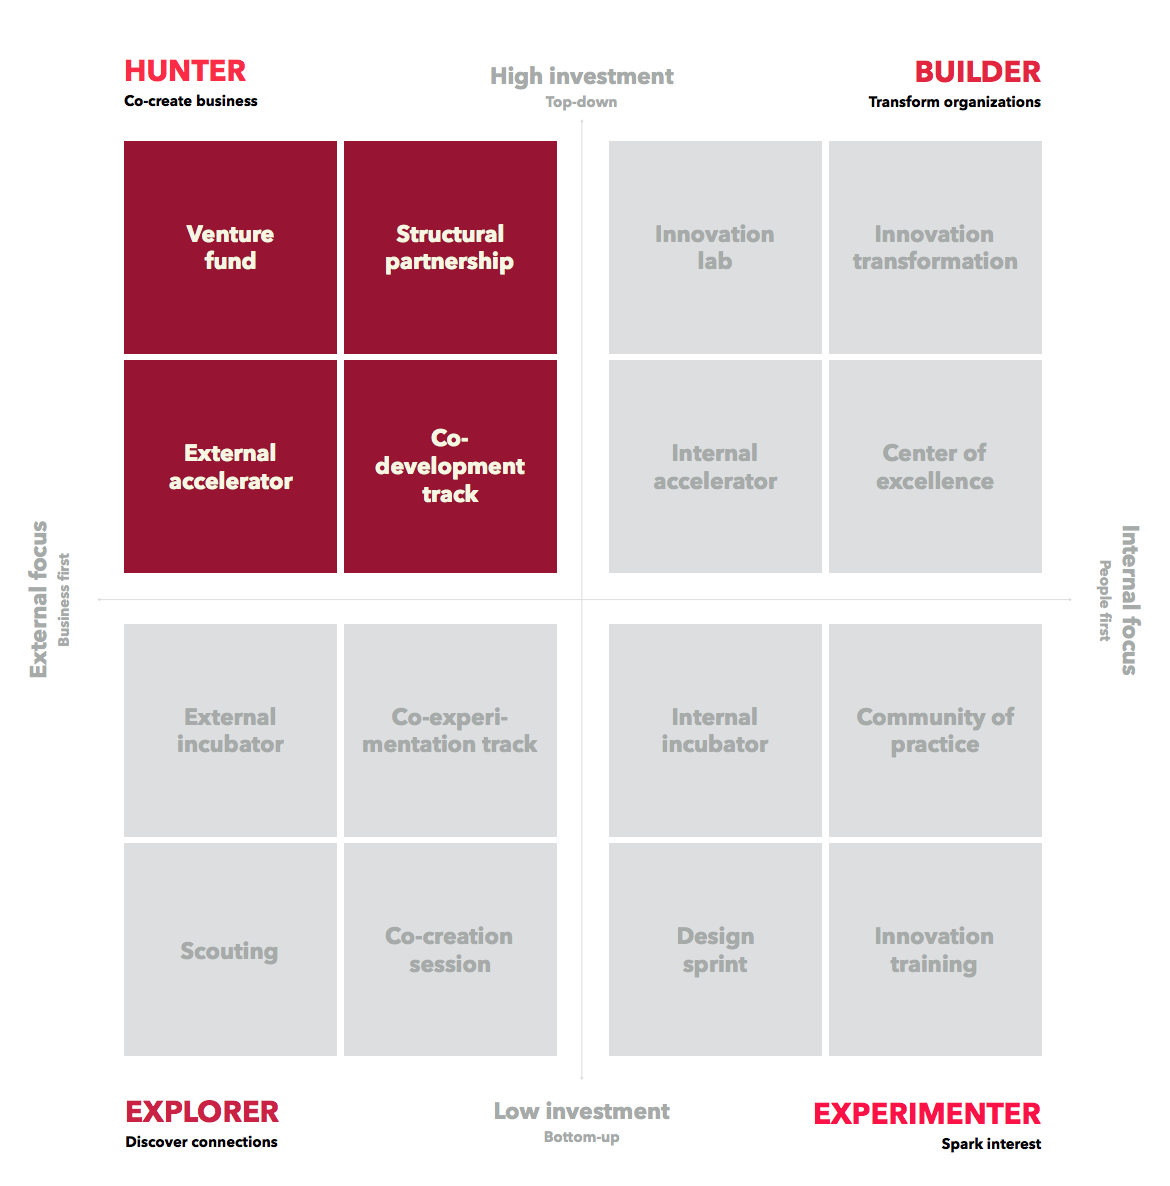 HUNTER
Co-create business
High investment
Top-down
BUILDER
Transform organizations
Venture
fund
Structural
partnership
Innovation
lab
Innovation
transformation
External
accelerator
Co-
development
track
Internal
accelerator
Center of
excellence
External focus
Business first
Internal focus
People first
External
incubator
Co-experi-
mentation track
Internal
incubator
Community of
practice
Scouting
Co-creation
session
Design
sprint
Innovation
training
EXPLORER
Discover connections
Low investment
Bottom-up
EXPERIMENTER
Spark interest